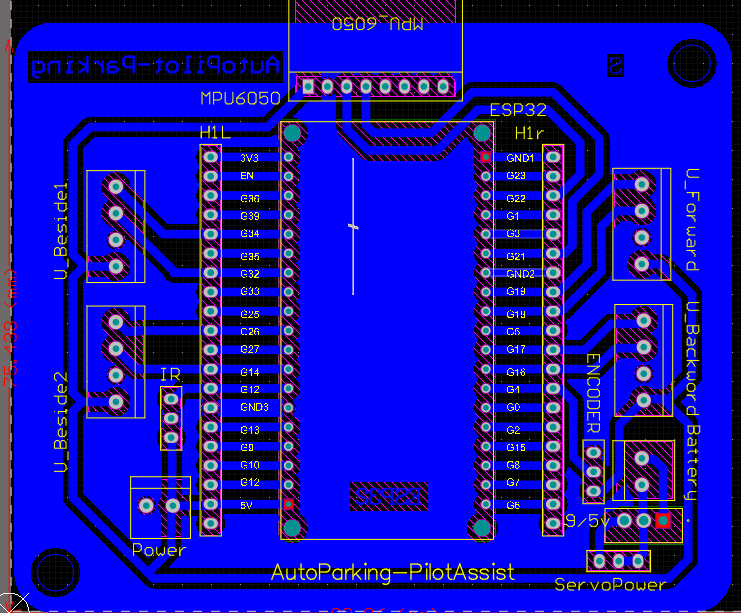 MPU-6050
AutoPilot-Parking
S
MPU6050
ESP32
H1L
H1r
3V3
EN
G36
G39
G34
G35
G32
G33
G25
G26
G27
G14
G12
GND3
G13
G9
G10
G12
5V
GND1
G23
G22
G1
G3
G21
GND2
G19
G18
G5
G17
G16
G4
G0
G2
G15
G8
G7
G6
U_Beside1
U_Beside2
IR
Power
U_Forward
U_Backword
Battery
ENCODER
9/5v
ServoPower
AutoParking-PilotAssist
75.433 (mm)